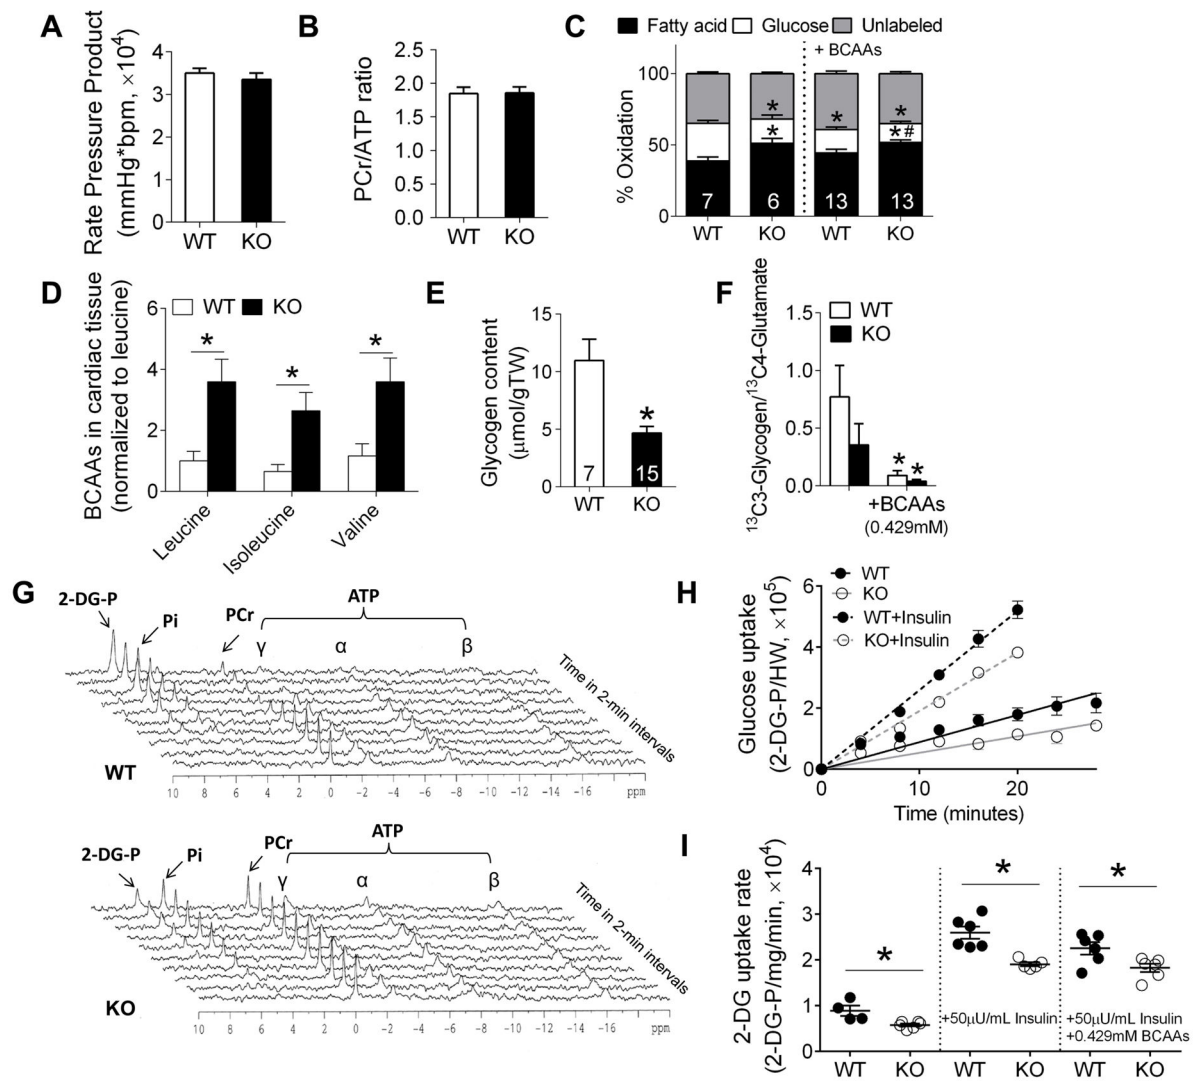 A
Rate Pressure Product
(mmHg*bpm, ×10⁴)
4
3
2
1
0
WT KO
B
PCr/ATP ratio
2.5
2.0
1.5
1.0
0.5
0.0
WT KO
C
Fatty acid Glucose Unlabeled
+ BCAAs
% Oxidation
100
50
0
* * * * *#
7 6 13 13
WT KO WT KO
D
WT KO
BCAAs in cardiac tissue
(normalized to leucine)
6
4
2
0
* * *
Leucine
Isoleucine
Valine
E
Glycogen content
(μmol/gTW)
15
10
5
0
*
7 15
WT KO
F
WT
KO
¹³C3-Glycogen/¹³C4-Glutamate
1.5
1.0
0.5
0.0
* *
+BCAAs
(0.429mM)
G
2-DG-P
Pi
PCr
ATP
γ α β
Time in 2-min intervals
WT
10 8 6 4 2 0 -2 -4 -6 -8 -10 -12 -14 -16 ppm
2-DG-P
Pi
PCr
ATP
γ α β
Time in 2-min intervals
KO
10 8 6 4 2 0 -2 -4 -6 -8 -10 -12 -14 -16 ppm
H
WT
KO
WT+Insulin
KO+Insulin
Glucose uptake
(2-DG-P/HW, ×10⁵)
6
4
2
0
0 10 20
Time (minutes)
I
2-DG uptake rate
(2-DG-P/mg/min, ×10⁴)
4
3
2
1
0
* * *
+50μU/mL Insulin
+50μU/mL Insulin
+0.429mM BCAAs
WT KO WT KO WT KO